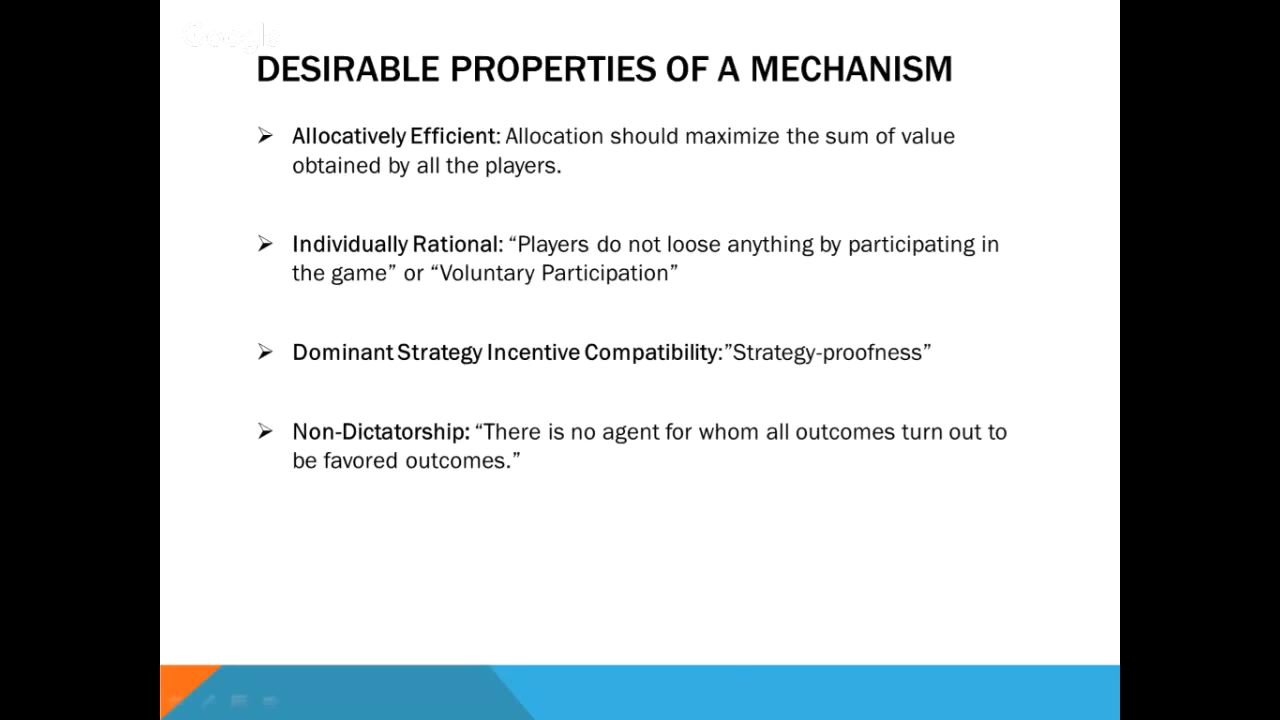 Google
DESIRABLE PROPERTIES OF A MECHANISM
➢ Allocatively Efficient: Allocation should maximize the sum of value
obtained by all the players.
➢ Individually Rational: “Players do not loose anything by participating in
the game” or “Voluntary Participation”
➢ Dominant Strategy Incentive Compatibility:”Strategy-proofness”
➢ Non-Dictatorship: “There is no agent for whom all outcomes turn out to
be favored outcomes.”